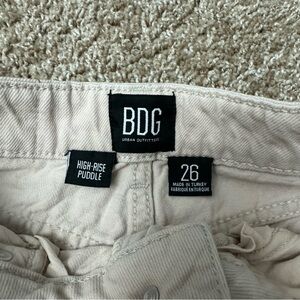 BDG
URBAN OUTFITTERS
HIGH-RISE
PUDDLE
26
MADE IN TURKEY
FABRIQUÉ EN TURQUIE